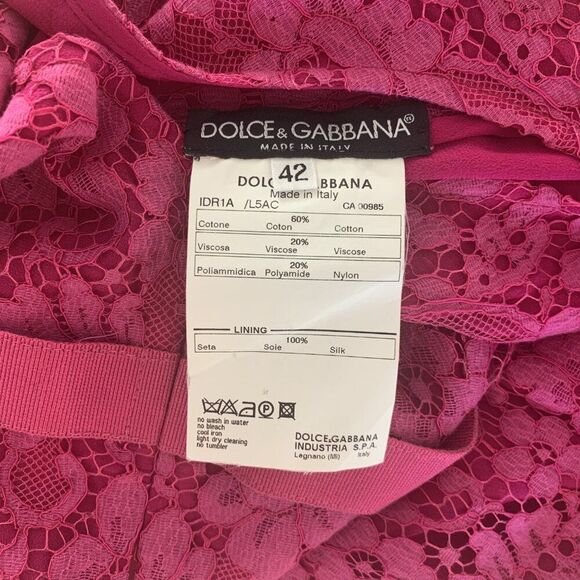 DOLCE & GABBANA®
MADE IN ITALY
42
DOLC BBANA
Made in Italy
IDR1A /L5AC CA 00985
60%
Cotone Coton Cotton
20%
Viscosa Viscose Viscose
20%
Poliammidica Polyamide Nylon
LINING
100%
Seta Soie Silk
no wash in water
no bleach
cool iron
light dry cleaning
no tumbler
DOLCE&GABBANA
INDUSTRIA S.P.A.
Legnano (MI) Italy